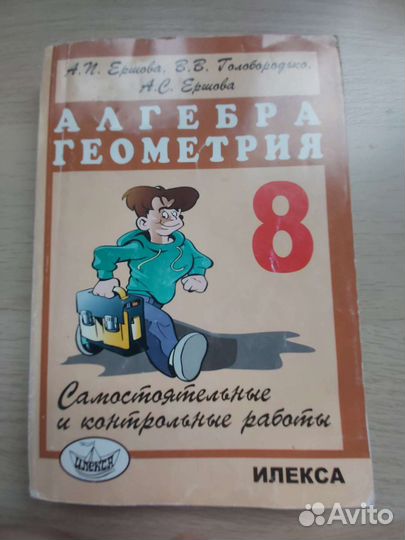 А.П. Ершова, В.В. Голобородько,
А.С. Ершова
АЛГЕБРА
ГЕОМЕТРИЯ
8
Самостоятельные
и контрольные работы
ИЛЕКСА
ИЛЕКСА
Avito